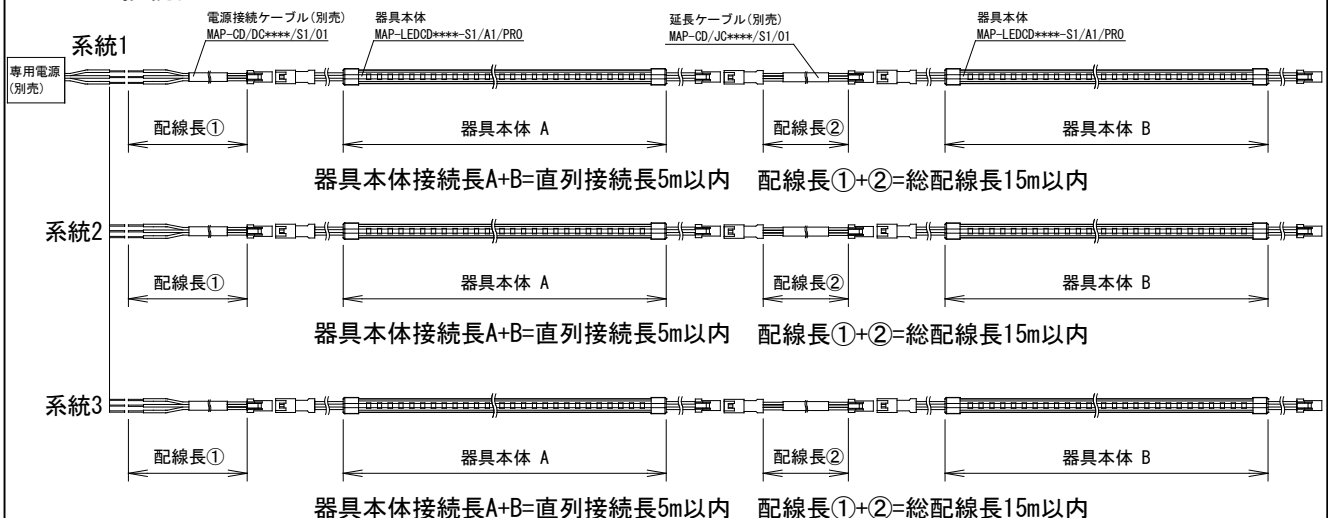 電源接続ケーブル(別売)
MAP-CD/DC****/S1/01
器具本体
MAP-LEDCD****-S1/A1/PRO
延長ケーブル(別売)
MAP-CD/JC****/S1/01
器具本体
MAP-LEDCD****-S1/A1/PRO
系統1
専用電源
(別売)
配線長①
器具本体 A
配線長②
器具本体 B
器具本体接続長A+B=直列接続長5m以内 配線長①+②=総配線長15m以内
系統2
配線長①
器具本体 A
配線長②
器具本体 B
器具本体接続長A+B=直列接続長5m以内 配線長①+②=総配線長15m以内
系統3
配線長①
器具本体 A
配線長②
器具本体 B
器具本体接続長A+B=直列接続長5m以内 配線長①+②=総配線長15m以内